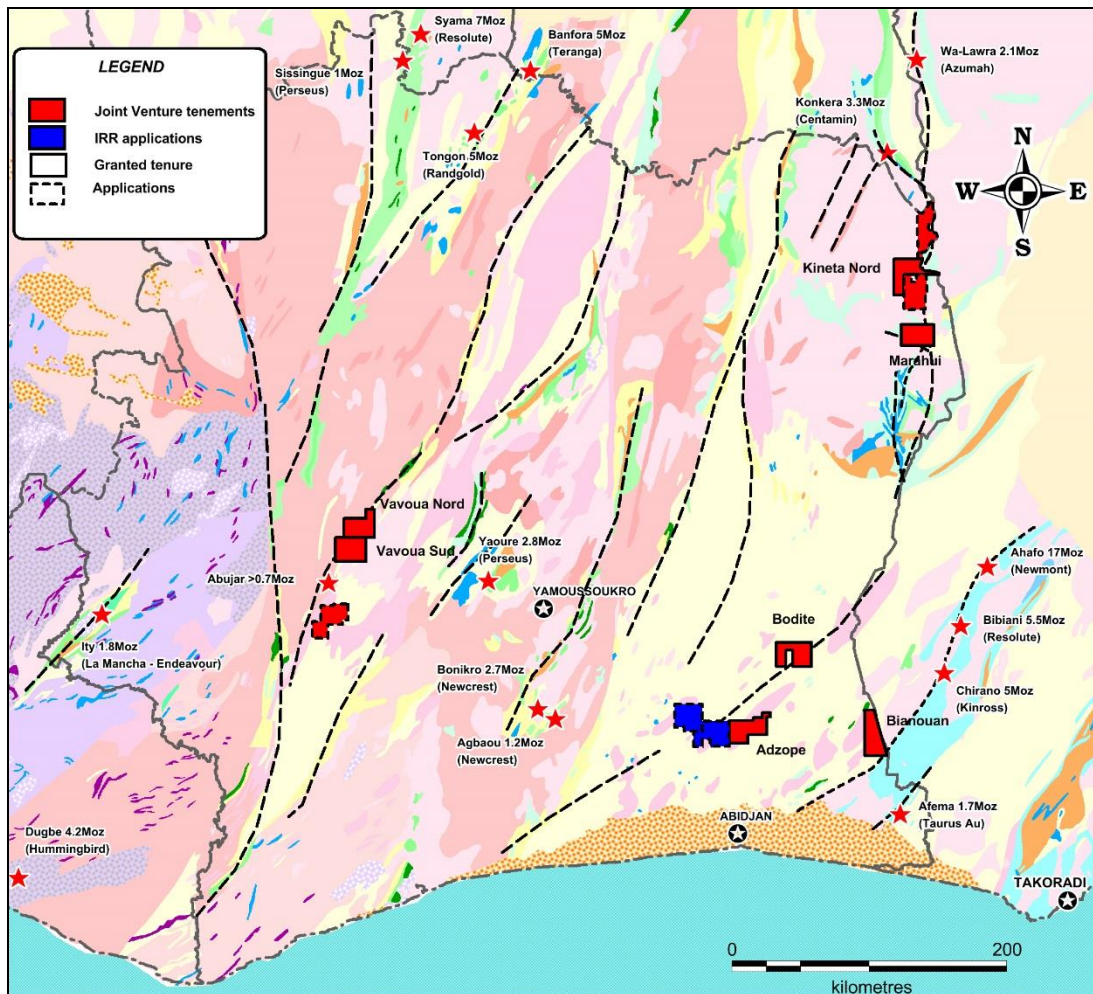 LEGEND
Joint Venture tenements
IRR applications
Granted tenure
Applications
Syama 7Moz
(Resolute)
Sissingue 1Moz
(Perseus)
Banfora 5Moz
(Teranga)
Tongon 5Moz
(Randgold)
Wa-Lawra 2.1Moz
(Azumah)
Konkera 3.3Moz
(Centamin)
N
W
E
S
Kineta Nord
Marahui
Vavoua Nord
Vavoua Sud
Abujar >0.7Moz
Yaoure 2.8Moz
(Perseus)
YAMOUSSOUKRO
Ity 1.8Moz
(La Mancha - Endeavour)
Ahafo 17Moz
(Newmont)
Bibiani 5.5Moz
(Resolute)
Chirano 5Moz
(Kinross)
Bodite
Bonikro 2.7Moz
(Newcrest)
Agbaou 1.2Moz
(Newcrest)
Adzope
Bianouan
Afema 1.7Moz
(Taurus Au)
ABIDJAN
Dugbe 4.2Moz
(Hummingbird)
TAKORADI
0
200
kilometres